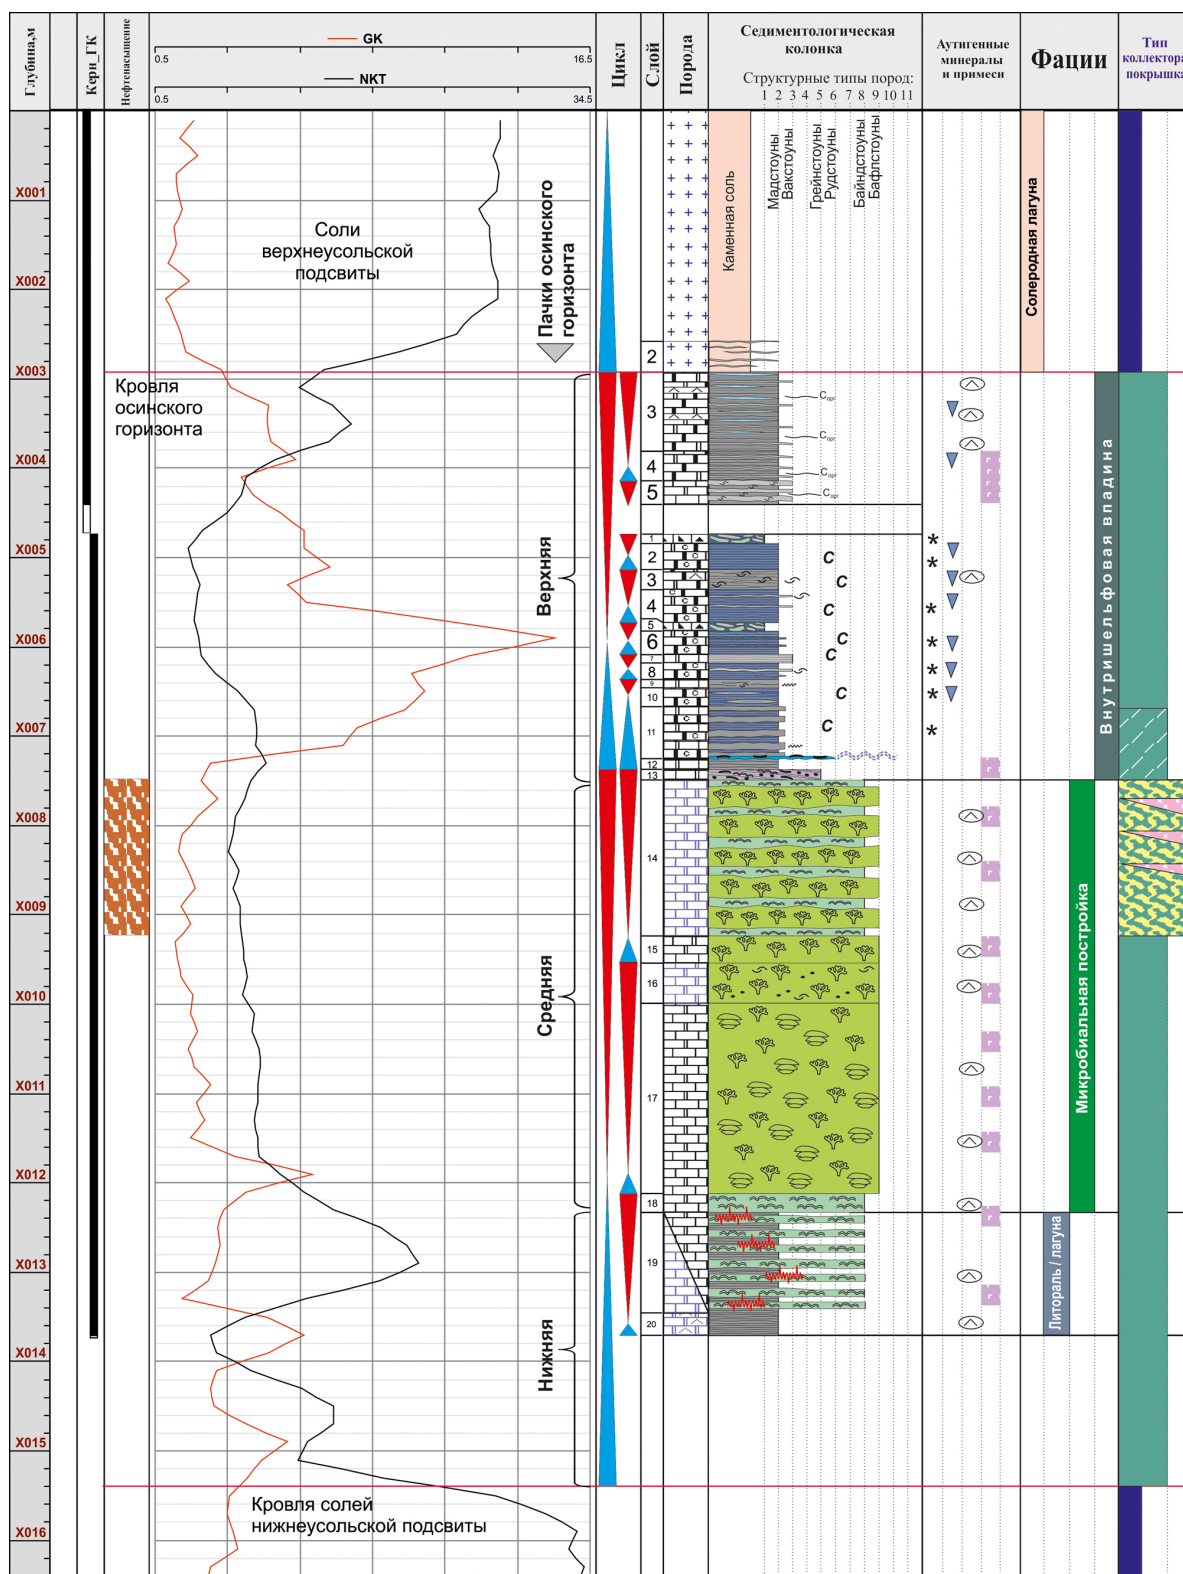 Глубина,м
Керн_ГК
Нефтенасыщение
GK
0.5
16.5
NKT
0.5
34.5
Цикл
Слой
Порода
Седиментологическая
колонка
Структурные типы пород:
1 2 3 4 5 6 7 8 9 10 11
Аутигенные
минералы
и примеси
Фации
Тип
коллектора
покрышка
Мадстоуны
Вакстоуны
Грейнстоуны
Рудстоуны
Байндстоуны
Бафлстоуны
Каменная соль
Солеродная лагуна
Соли
верхнеусольской
подсвиты
Пачки осинского
горизонта
X001
X002
X003
X004
X005
X006
X007
X008
X009
X010
X011
X012
X013
X014
X015
X016
Кровля
осинского
горизонта
Верхняя
Средняя
Нижняя
2
3
4
5
1
2
3
4
5
6
7
8
9
10
11
12
13
14
15
16
17
18
19
20
Cорг
Cорг
Cорг
Cорг
C
C
C
C
C
C
C
*
*
*
*
*
*
*
Внутришельфовая впадина
Микробиальная постройка
Литораль / лагуна
Кровля солей
нижнеусольской подсвиты